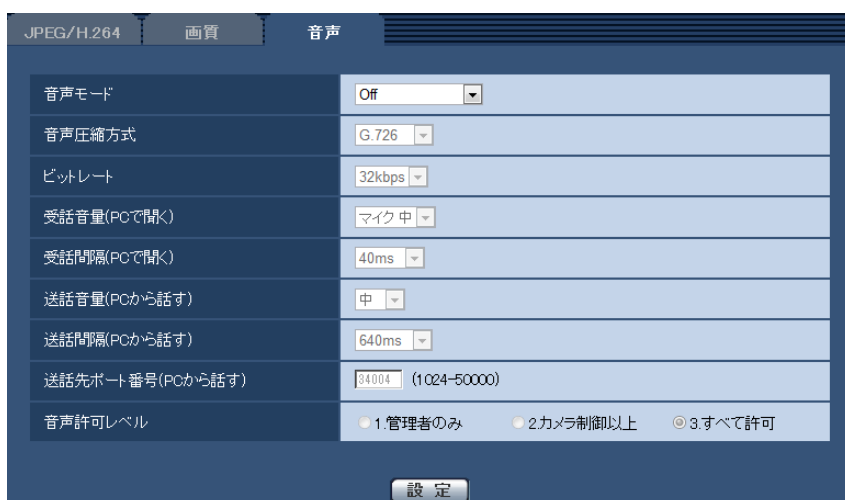 JPEG/H.264 画質 音声
音声モード Off
音声圧縮方式 G.726
ビットレート 32kbps
受話音量(PCで聞く) マイク 中
受話間隔(PCで聞く) 40ms
送話音量(PCから話す) 中
送話間隔(PCから話す) 640ms
送話先ポート番号(PCから話す) 34004 (1024-50000)
音声許可レベル 1.管理者のみ 2.カメラ制御以上 3.すべて許可
設 定